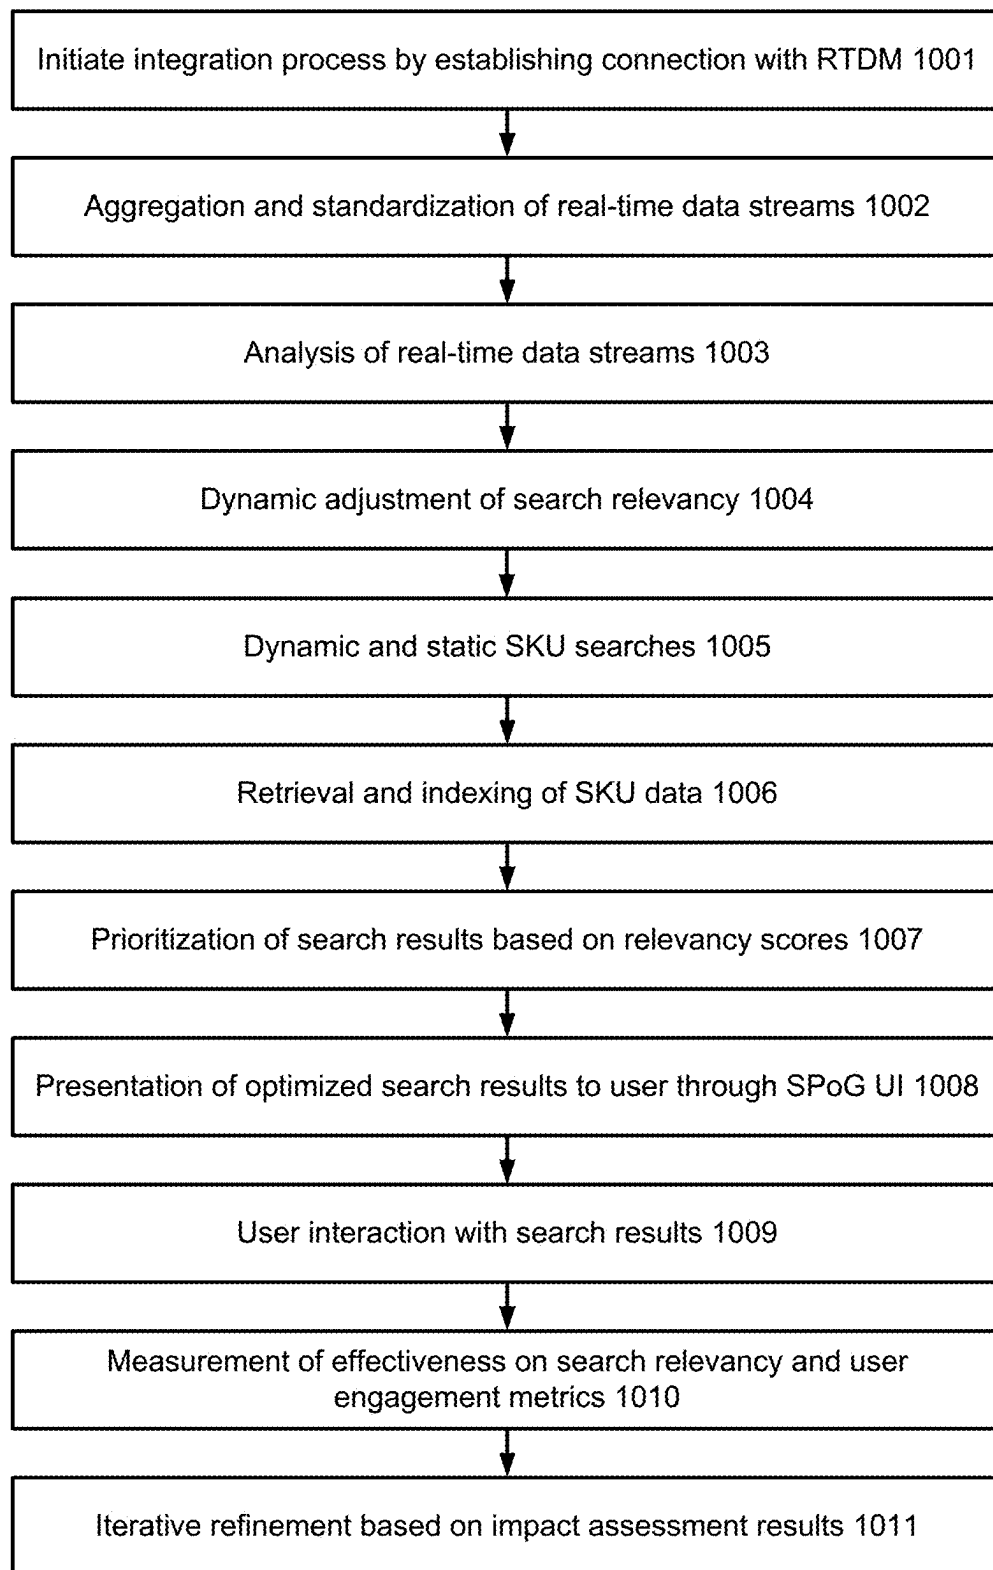 Initiate integration process by establishing connection with RTDM 1001
Aggregation and standardization of real-time data streams 1002
Analysis of real-time data streams 1003
Dynamic adjustment of search relevancy 1004
Dynamic and static SKU searches 1005
Retrieval and indexing of SKU data 1006
Prioritization of search results based on relevancy scores 1007
Presentation of optimized search results to user through SPoG UI 1008
User interaction with search results 1009
Measurement of effectiveness on search relevancy and user
engagement metrics 1010
Iterative refinement based on impact assessment results 1011